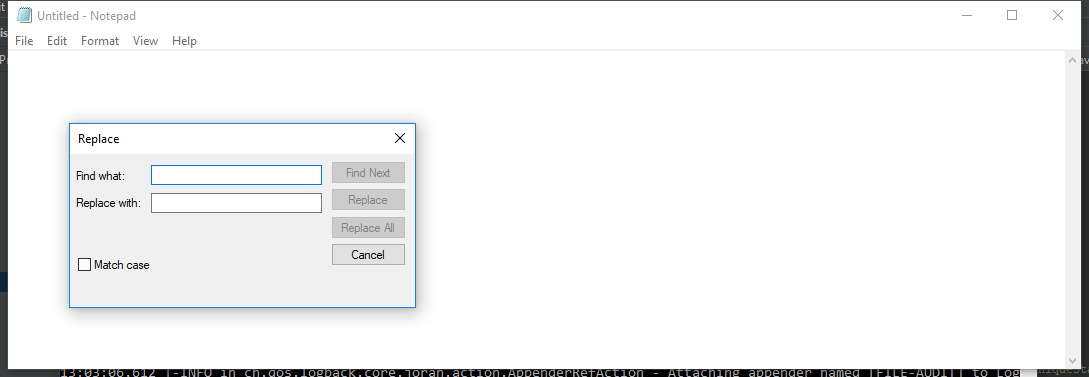 Untitled - Notepad
File Edit Format View Help
Replace
Find what:
Find Next
Replace with:
Replace
Replace All
Cancel
Match case
13:03:06,612 |-INFO in ch.qos.logback.core.joran.action.AppenderRefAction - Attaching appender named [FILE-AUDIT] to Log